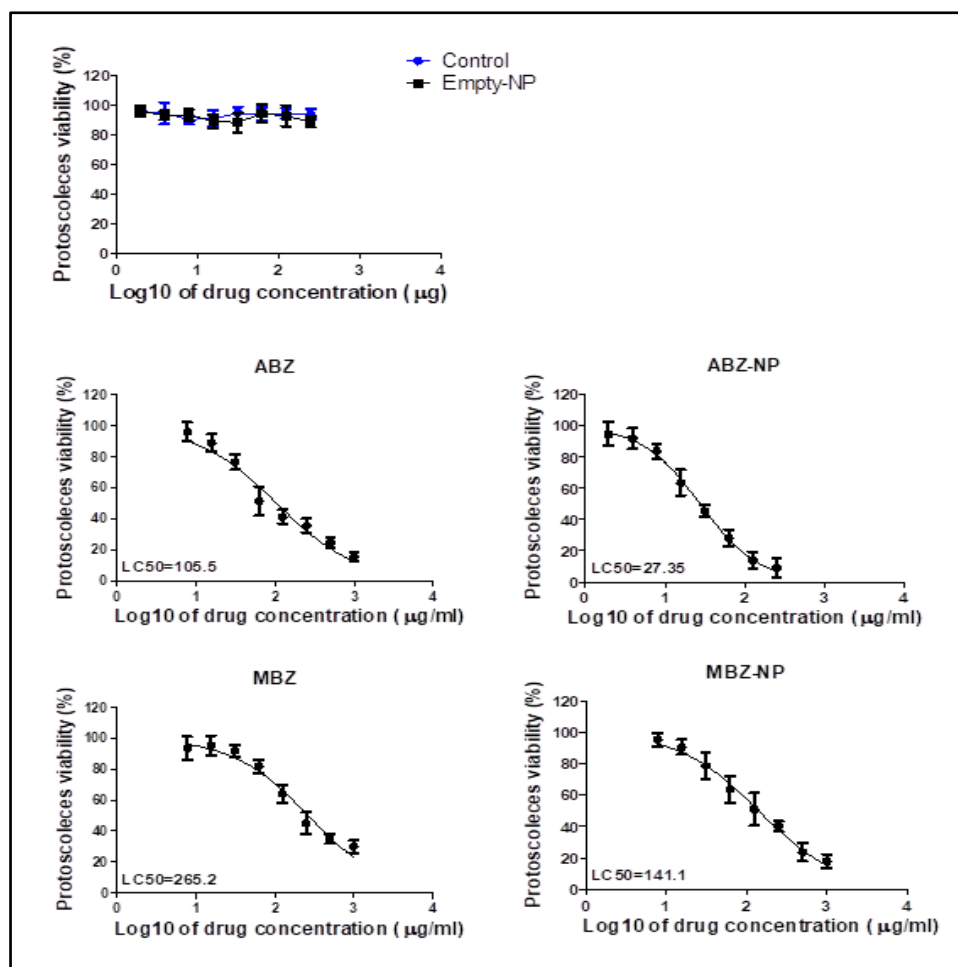 Control
Empty-NP
Protoscoleces viability (%)
120
100
80
60
40
20
0
0 1 2 3 4
Log10 of drug concentration ( µg)
ABZ
Protoscoleces viability (%)
120
100
80
60
40
20
0
LC50=105.5
0 1 2 3 4
Log10 of drug concentration ( µg/ml)
ABZ-NP
Protoscoleces viability (%)
120
100
80
60
40
20
0
LC50=27.35
0 1 2 3 4
Log10 of drug concentration ( µg/ml)
MBZ
Protoscoleces viability (%)
120
100
80
60
40
20
0
LC50=265.2
0 1 2 3 4
Log10 of drug concentration ( µg/ml)
MBZ-NP
Protoscoleces viability (%)
120
100
80
60
40
20
0
LC50=141.1
0 1 2 3 4
Log10 of drug concentration ( µg/ml)